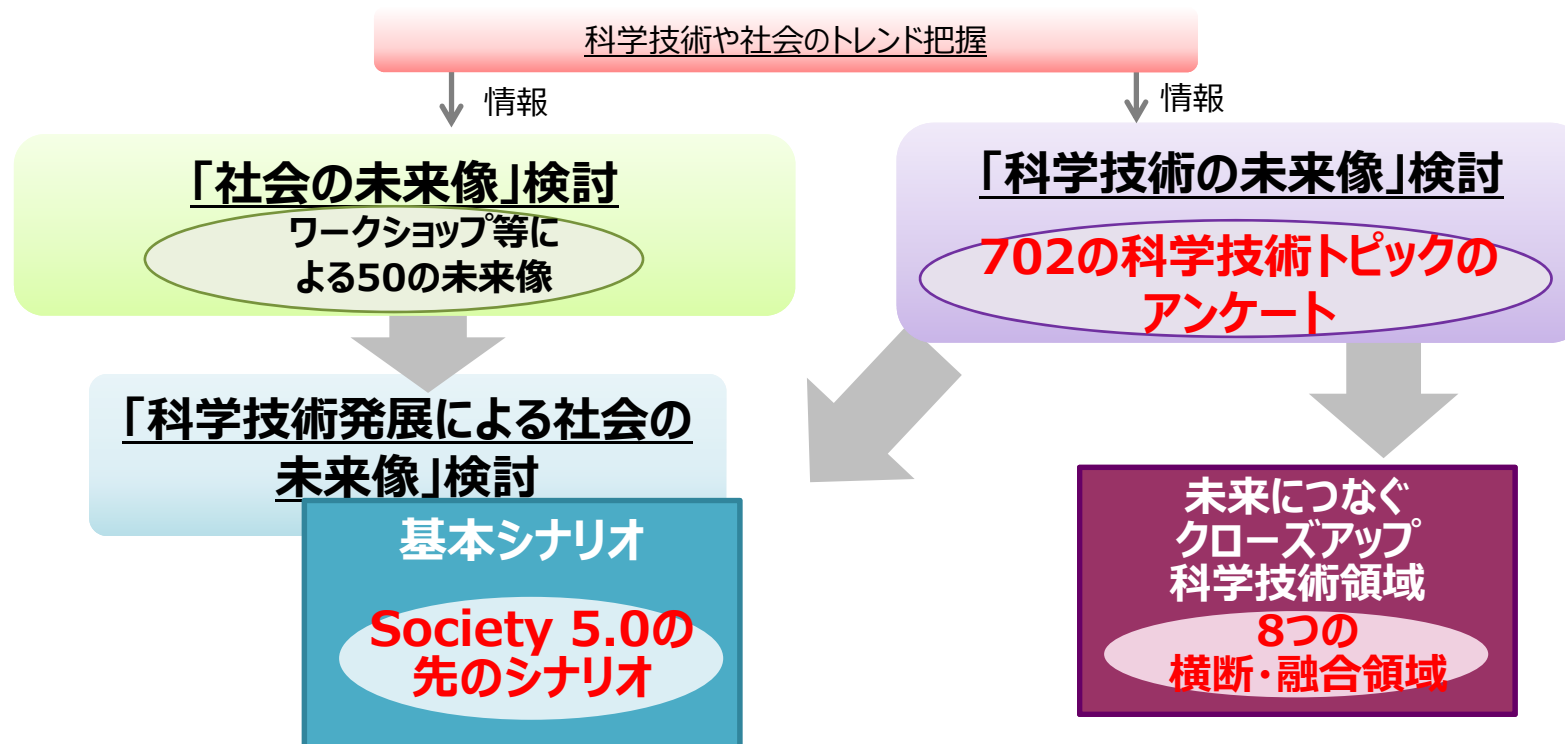 科学技術や社会のトレンド把握
情報
情報
「社会の未来像」検討
ワークショップ等に
よる50の未来像
「科学技術の未来像」検討
702の科学技術トピックの
アンケート
「科学技術発展による社会の
未来像」検討
基本シナリオ
Society 5.0の
先のシナリオ
未来につなぐ
クローズアップ
科学技術領域
8つの
横断・融合領域